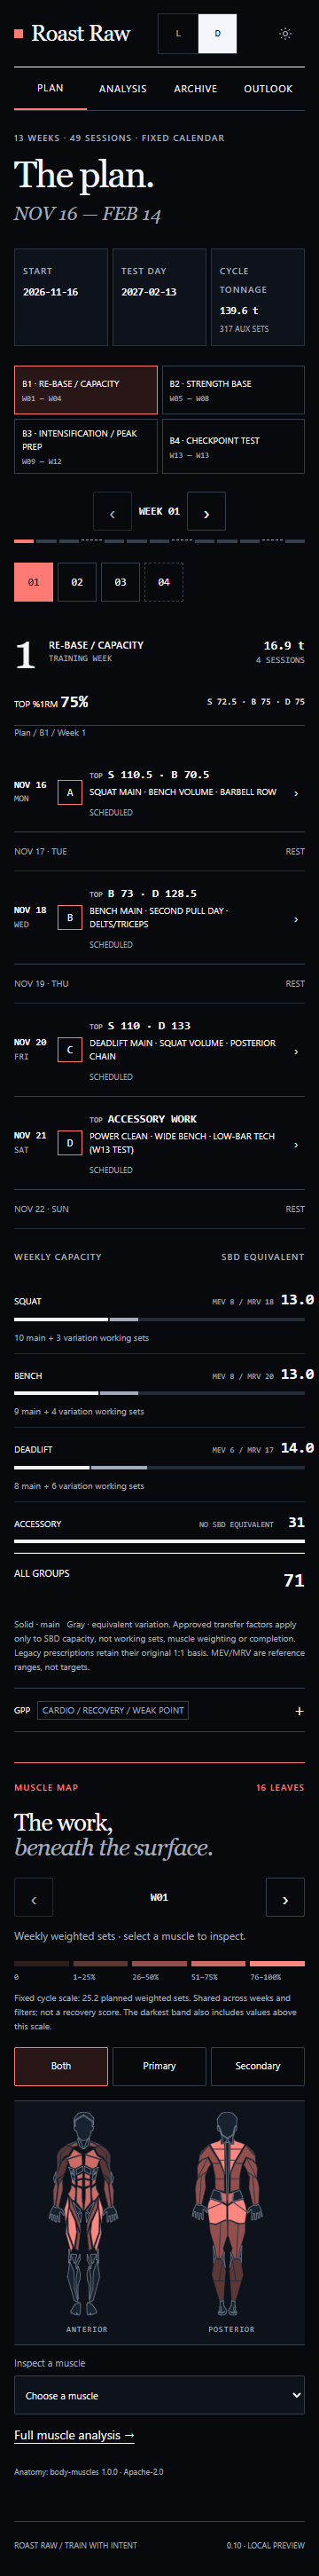 Roast Raw
L
D
PLAN
ANALYSIS
ARCHIVE
OUTLOOK
13 WEEKS · 49 SESSIONS · FIXED CALENDAR
The plan.
NOV 16 — FEB 14
START
2026-11-16
TEST DAY
2027-02-13
CYCLE
TONNAGE
139.6 t
317 AUX SETS
B1 · RE-BASE / CAPACITY
W01 — W04
B2 · STRENGTH BASE
W05 — W08
B3 · INTENSIFICATION / PEAK
PREP
W09 — W12
B4 · CHECKPOINT TEST
W13 — W13
‹
WEEK 01
›
01
02
03
04
1
RE-BASE / CAPACITY
TRAINING WEEK
16.9 t
4 SESSIONS
TOP %1RM 75%
S 72.5 · B 75 · D 75
Plan / B1 / Week 1
NOV 16
MON
A
TOP S 110.5 · B 70.5
SQUAT MAIN · BENCH VOLUME · BARBELL ROW
SCHEDULED
›
NOV 17 · TUE
REST
NOV 18
WED
B
TOP B 73 · D 128.5
BENCH MAIN · SECOND PULL DAY ·
DELTS/TRICEPS
SCHEDULED
›
NOV 19 · THU
REST
NOV 20
FRI
C
TOP S 110 · D 133
DEADLIFT MAIN · SQUAT VOLUME · POSTERIOR
CHAIN
SCHEDULED
›
NOV 21
SAT
D
TOP ACCESSORY WORK
POWER CLEAN · WIDE BENCH · LOW-BAR TECH
(W13 TEST)
SCHEDULED
›
NOV 22 · SUN
REST
WEEKLY CAPACITY
SBD EQUIVALENT
SQUAT
MEV 8 / MRV 18 13.0
10 main + 3 variation working sets
BENCH
MEV 8 / MRV 20 13.0
9 main + 4 variation working sets
DEADLIFT
MEV 6 / MRV 17 14.0
8 main + 6 variation working sets
ACCESSORY
NO SBD EQUIVALENT 31
ALL GROUPS
71
Solid · main Gray · equivalent variation. Approved transfer factors apply
only to SBD capacity, not working sets, muscle weighting or completion.
Legacy prescriptions retain their original 1:1 basis. MEV/MRV are reference
ranges, not targets.
GPP CARDIO / RECOVERY / WEAK POINT +
MUSCLE MAP
16 LEAVES
The work,
beneath the surface.
‹
W01
›
Weekly weighted sets · select a muscle to inspect.
0
1–25%
26–50%
51–75%
76–100%
Fixed cycle scale: 25.2 planned weighted sets. Shared across weeks and
filters; not a recovery score. The darkest band also includes values above
this scale.
Both
Primary
Secondary
ANTERIOR
POSTERIOR
Inspect a muscle
Choose a muscle
Full muscle analysis →
Anatomy: body-muscles 1.0.0 · Apache-2.0
ROAST RAW / TRAIN WITH INTENT
0.10 · LOCAL PREVIEW